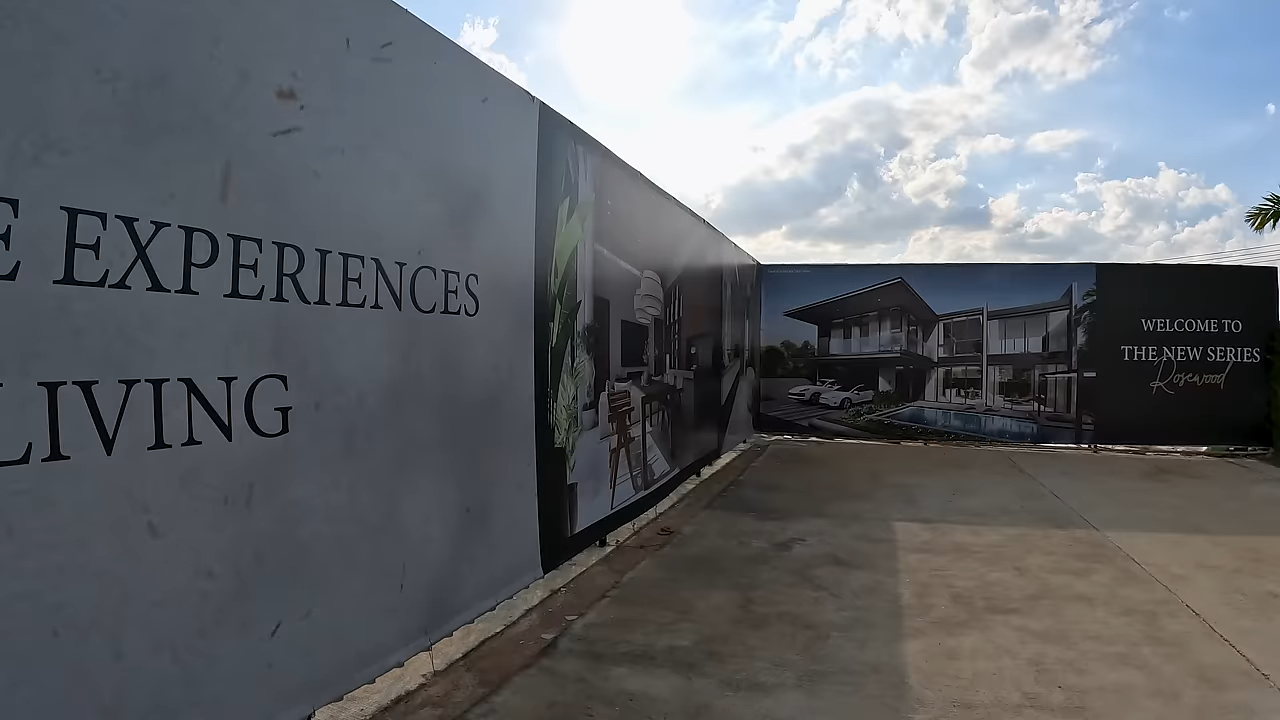 EXPERIENCES
LIVING
WELCOME TO
THE NEW SERIES
Rosewood